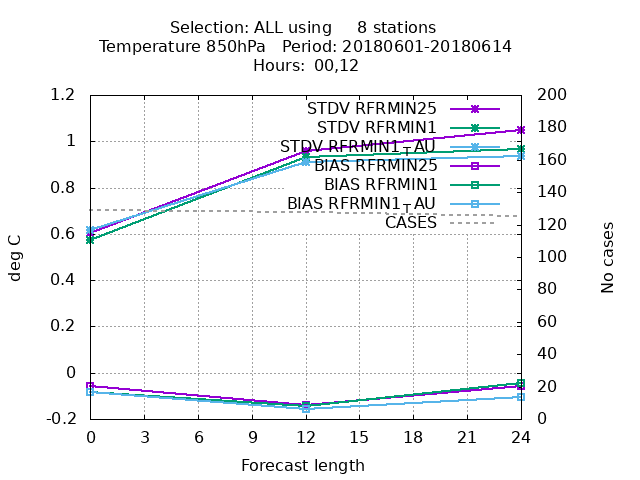 Selection: ALL using     8 stations
Temperature 850hPa   Period: 20180601-20180614
Hours:  00,12
1.2 200
STDV RFRMIN25
STDV RFRMIN1 180
1
STDV RFRMIN1TAU 160
BIAS RFRMIN25
0.8 BIAS RFRMIN1 140
BIAS RFRMIN1TAU
CASES 120
0.6
deg C No cases
100
0.4
80
0.2 60
40
0
20
-0.2 0
0 3 6 9 12 15 18 21 24
Forecast length